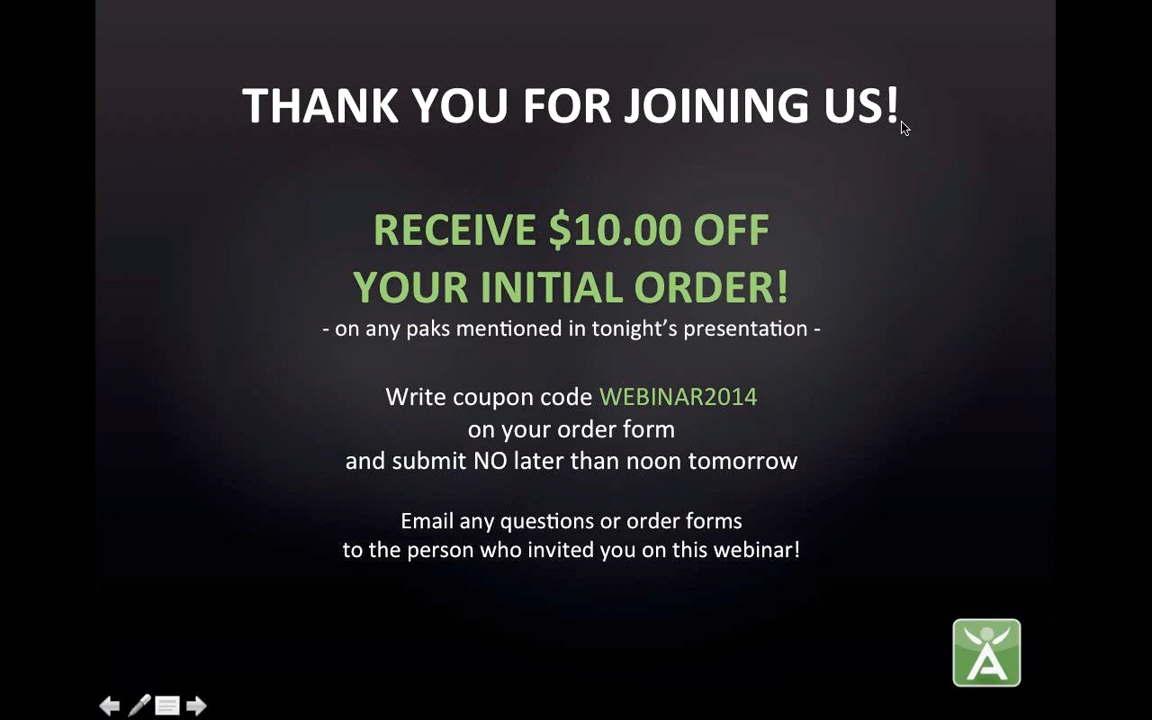 THANK YOU FOR JOINING US!
RECEIVE $10.00 OFF
YOUR INITIAL ORDER!
- on any paks mentioned in tonight's presentation -
Write coupon code WEBINAR2014
on your order form
and submit NO later than noon tomorrow
Email any questions or order forms
to the person who invited you on this webinar!
A